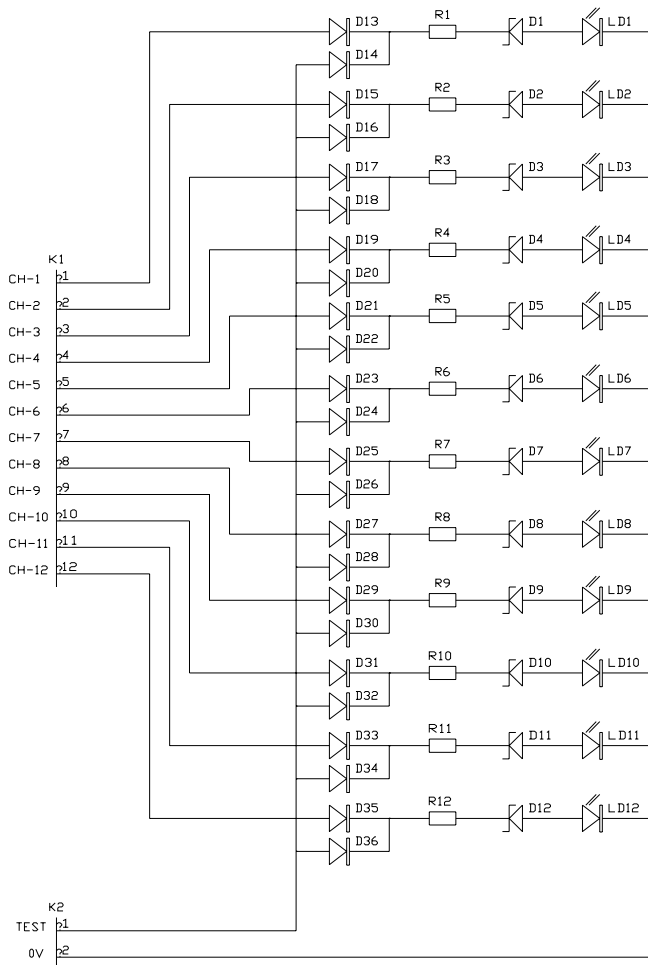 D13 R1 D1 LD1
D14
D15 R2 D2 LD2
D16
D17 R3 D3 LD3
D18
D19 R4 D4 LD4
K1
D20
CH-1 1
D21 R5 D5 LD5
CH-2 2
CH-3 3
D22
CH-4 4
D23 R6 D6 LD6
CH-5 5
CH-6 6
D24
CH-7 7
D25 R7 D7 LD7
CH-8 8
D26
CH-9 9
CH-10 10
D27 R8 D8 LD8
CH-11 11
D28
CH-12 12
D29 R9 D9 LD9
D30
D31 R10 D10 LD10
D32
D33 R11 D11 LD11
D34
D35 R12 D12 LD12
D36
K2
TEST 1
0V 2